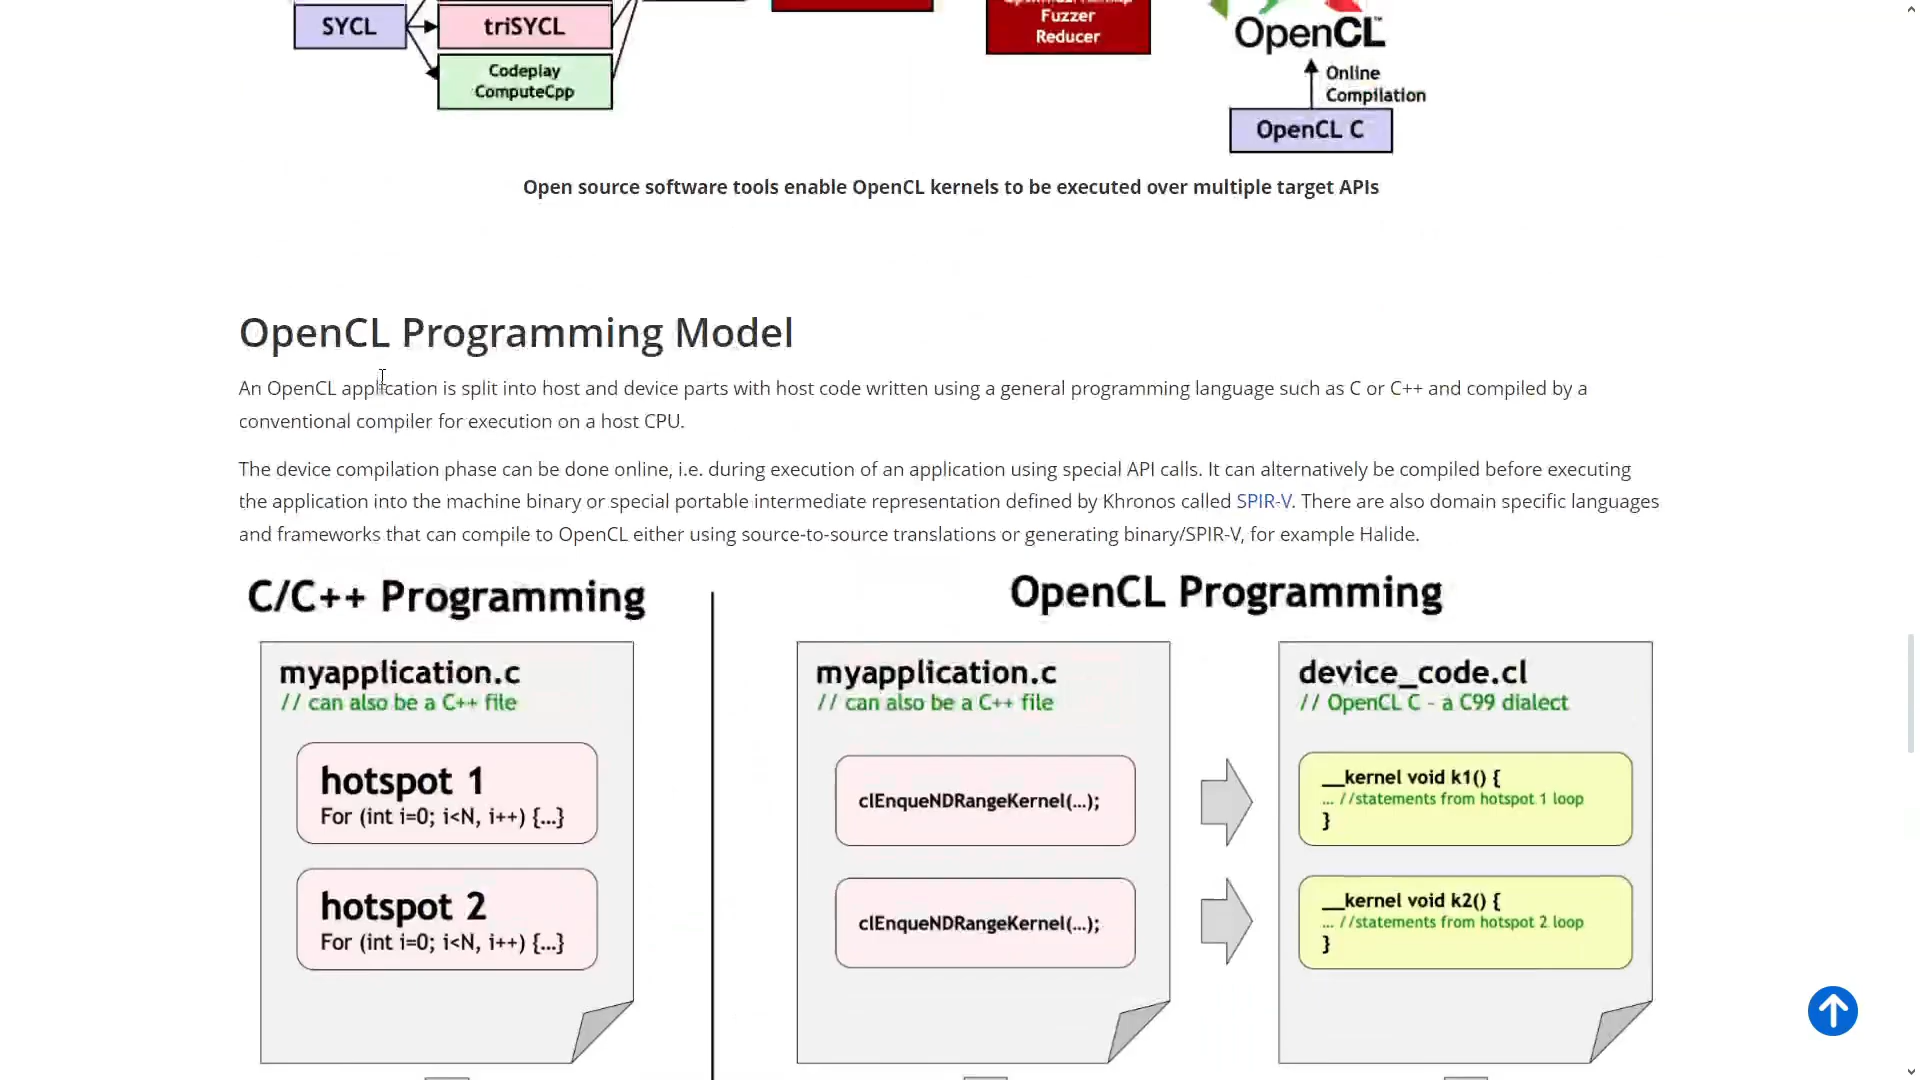 SYCL
triSYCL
Codeplay
ComputeCpp
Fuzzer
Reducer
OpenCL™
Online
Compilation
OpenCL C
Open source software tools enable OpenCL kernels to be executed over multiple target APIs
OpenCL Programming Model
An OpenCL application is split into host and device parts with host code written using a general programming language such as C or C++ and compiled by a
conventional compiler for execution on a host CPU.
The device compilation phase can be done online, i.e. during execution of an application using special API calls. It can alternatively be compiled before executing
the application into the machine binary or special portable intermediate representation defined by Khronos called SPIR-V. There are also domain specific languages
and frameworks that can compile to OpenCL either using source-to-source translations or generating binary/SPIR-V, for example Halide.
C/C++ Programming
myapplication.c
// can also be a C++ file
hotspot 1
For (int i=0; i<N, i++) {...}
hotspot 2
For (int i=0; i<N, i++) {...}
OpenCL Programming
myapplication.c
// can also be a C++ file
clEnqueNDRangeKernel(...);
clEnqueNDRangeKernel(...);
device_code.cl
// OpenCL C - a C99 dialect
__kernel void k1() {
... //statements from hotspot 1 loop
}
__kernel void k2() {
... //statements from hotspot 2 loop
}